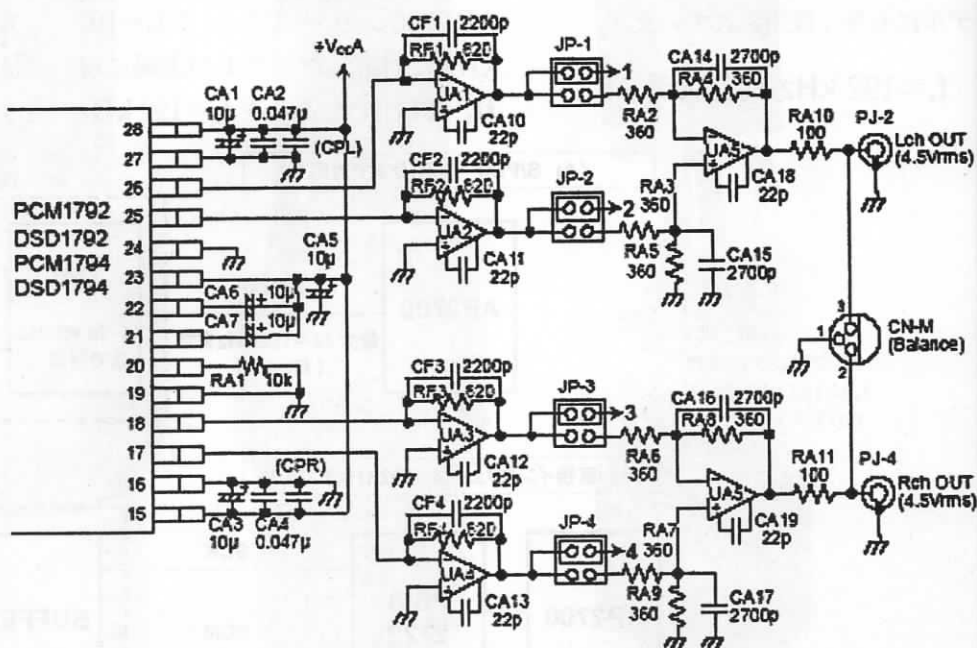 CF1
2200p
RF1
820
+VCCA
UA1
CA10
22p
JP-1
1
CA14
2700p
RA4
360
RA2
360
UA5
CA18
22p
RA10
100
PJ-2
Lch OUT
(4.5Vrms)
CA1
10μ
CA2
0.047μ
(CPL)
28
27
26
25
24
23
22
21
20
19
18
17
16
15
PCM1792
DSD1792
PCM1794
DSD1794
CF2
2200p
RF2
820
UA2
CA11
22p
JP-2
2
RA3
360
RA5
360
CA15
2700p
CA5
10μ
CA6
10μ
CA7
10μ
RA1
10k
3
1
2
CN-M
(Balance)
CF3
2200p
RF3
820
UA3
CA12
22p
JP-3
3
CA16
2700p
RA8
360
RA6
360
UA5
CA19
22p
RA11
100
PJ-4
Rch OUT
(4.5Vrms)
(CPR)
CA3
10μ
CA4
0.047μ
CF4
2200p
820
UA4
CA13
22p
JP-4
4
RA7
360
RA9
360
CA17
2700p